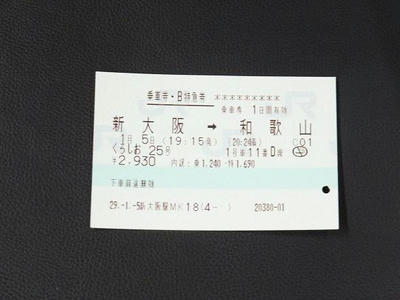 乗車券・B特急券 *********
乗車券 1日間有効
新大阪 → 和歌山
1月 5日 (19:15発) (20:24着) C01
くろしお 25号 1号車 11番 D席
¥2,930 内訳:乗1,240・特1,690
下車前途無効
29.-1.-5新大阪駅MK18(4- ) 20380-01